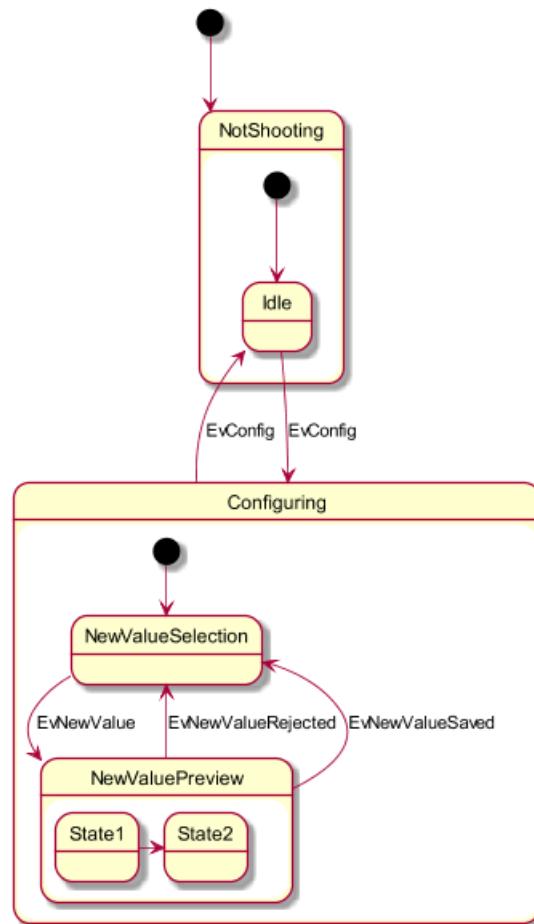 NotShooting
Idle
EvConfig
EvConfig
Configuring
NewValueSelection
EvNewValue
EvNewValueRejected
EvNewValueSaved
NewValuePreview
State1
State2